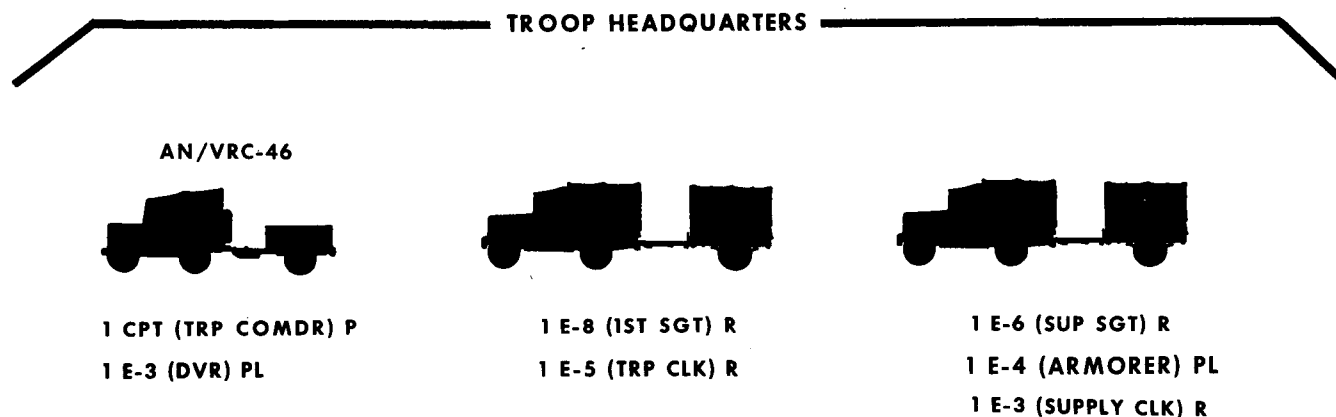 TROOP HEADQUARTERS
AN/VRC-46
1 CPT (TRP COMDR) P
1 E-3 (DVR) PL
1 E-8 (1ST SGT) R
1 E-5 (TRP CLK) R
1 E-6 (SUP SGT) R
1 E-4 (ARMORER) PL
1 E-3 (SUPPLY CLK) R